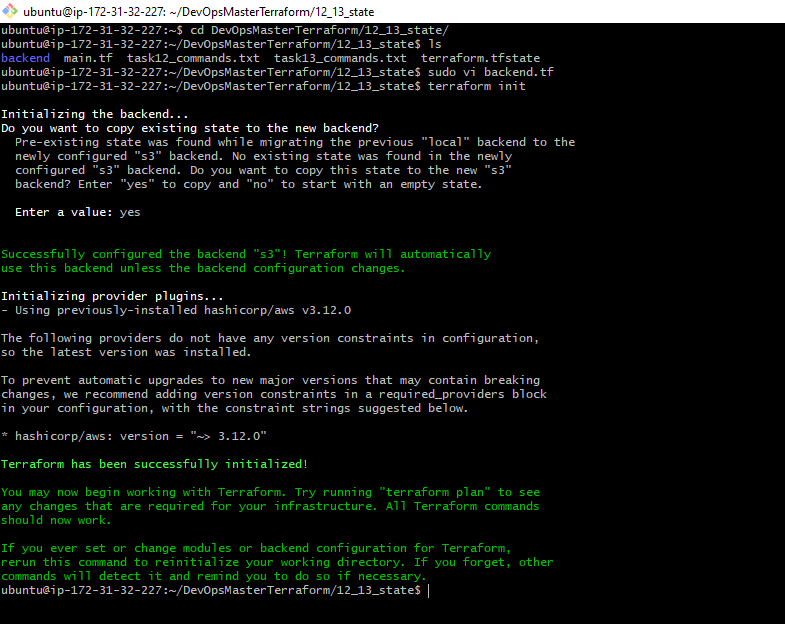 ubuntu@ip-172-31-32-227: ~/DevOpsMasterTerraform/12_13_state
ubuntu@ip-172-31-32-227:~$ cd DevOpsMasterTerraform/12_13_state/
ubuntu@ip-172-31-32-227:~/DevOpsMasterTerraform/12_13_state$ ls
backend  main.tf  task12_commands.txt  task13_commands.txt  terraform.tfstate
ubuntu@ip-172-31-32-227:~/DevOpsMasterTerraform/12_13_state$ sudo vi backend.tf
ubuntu@ip-172-31-32-227:~/DevOpsMasterTerraform/12_13_state$ terraform init
Initializing the backend...
Do you want to copy existing state to the new backend?
Pre-existing state was found while migrating the previous "local" backend to the
newly configured "s3" backend. No existing state was found in the newly
configured "s3" backend. Do you want to copy this state to the new "s3"
backend? Enter "yes" to copy and "no" to start with an empty state.
Enter a value: yes
Successfully configured the backend "s3"! Terraform will automatically
use this backend unless the backend configuration changes.
Initializing provider plugins...
- Using previously-installed hashicorp/aws v3.12.0
The following providers do not have any version constraints in configuration,
so the latest version was installed.
To prevent automatic upgrades to new major versions that may contain breaking
changes, we recommend adding version constraints in a required_providers block
in your configuration, with the constraint strings suggested below.
* hashicorp/aws: version = "~> 3.12.0"
Terraform has been successfully initialized!
You may now begin working with Terraform. Try running "terraform plan" to see
any changes that are required for your infrastructure. All Terraform commands
should now work.
If you ever set or change modules or backend configuration for Terraform,
rerun this command to reinitialize your working directory. If you forget, other
commands will detect it and remind you to do so if necessary.
ubuntu@ip-172-31-32-227:~/DevOpsMasterTerraform/12_13_state$